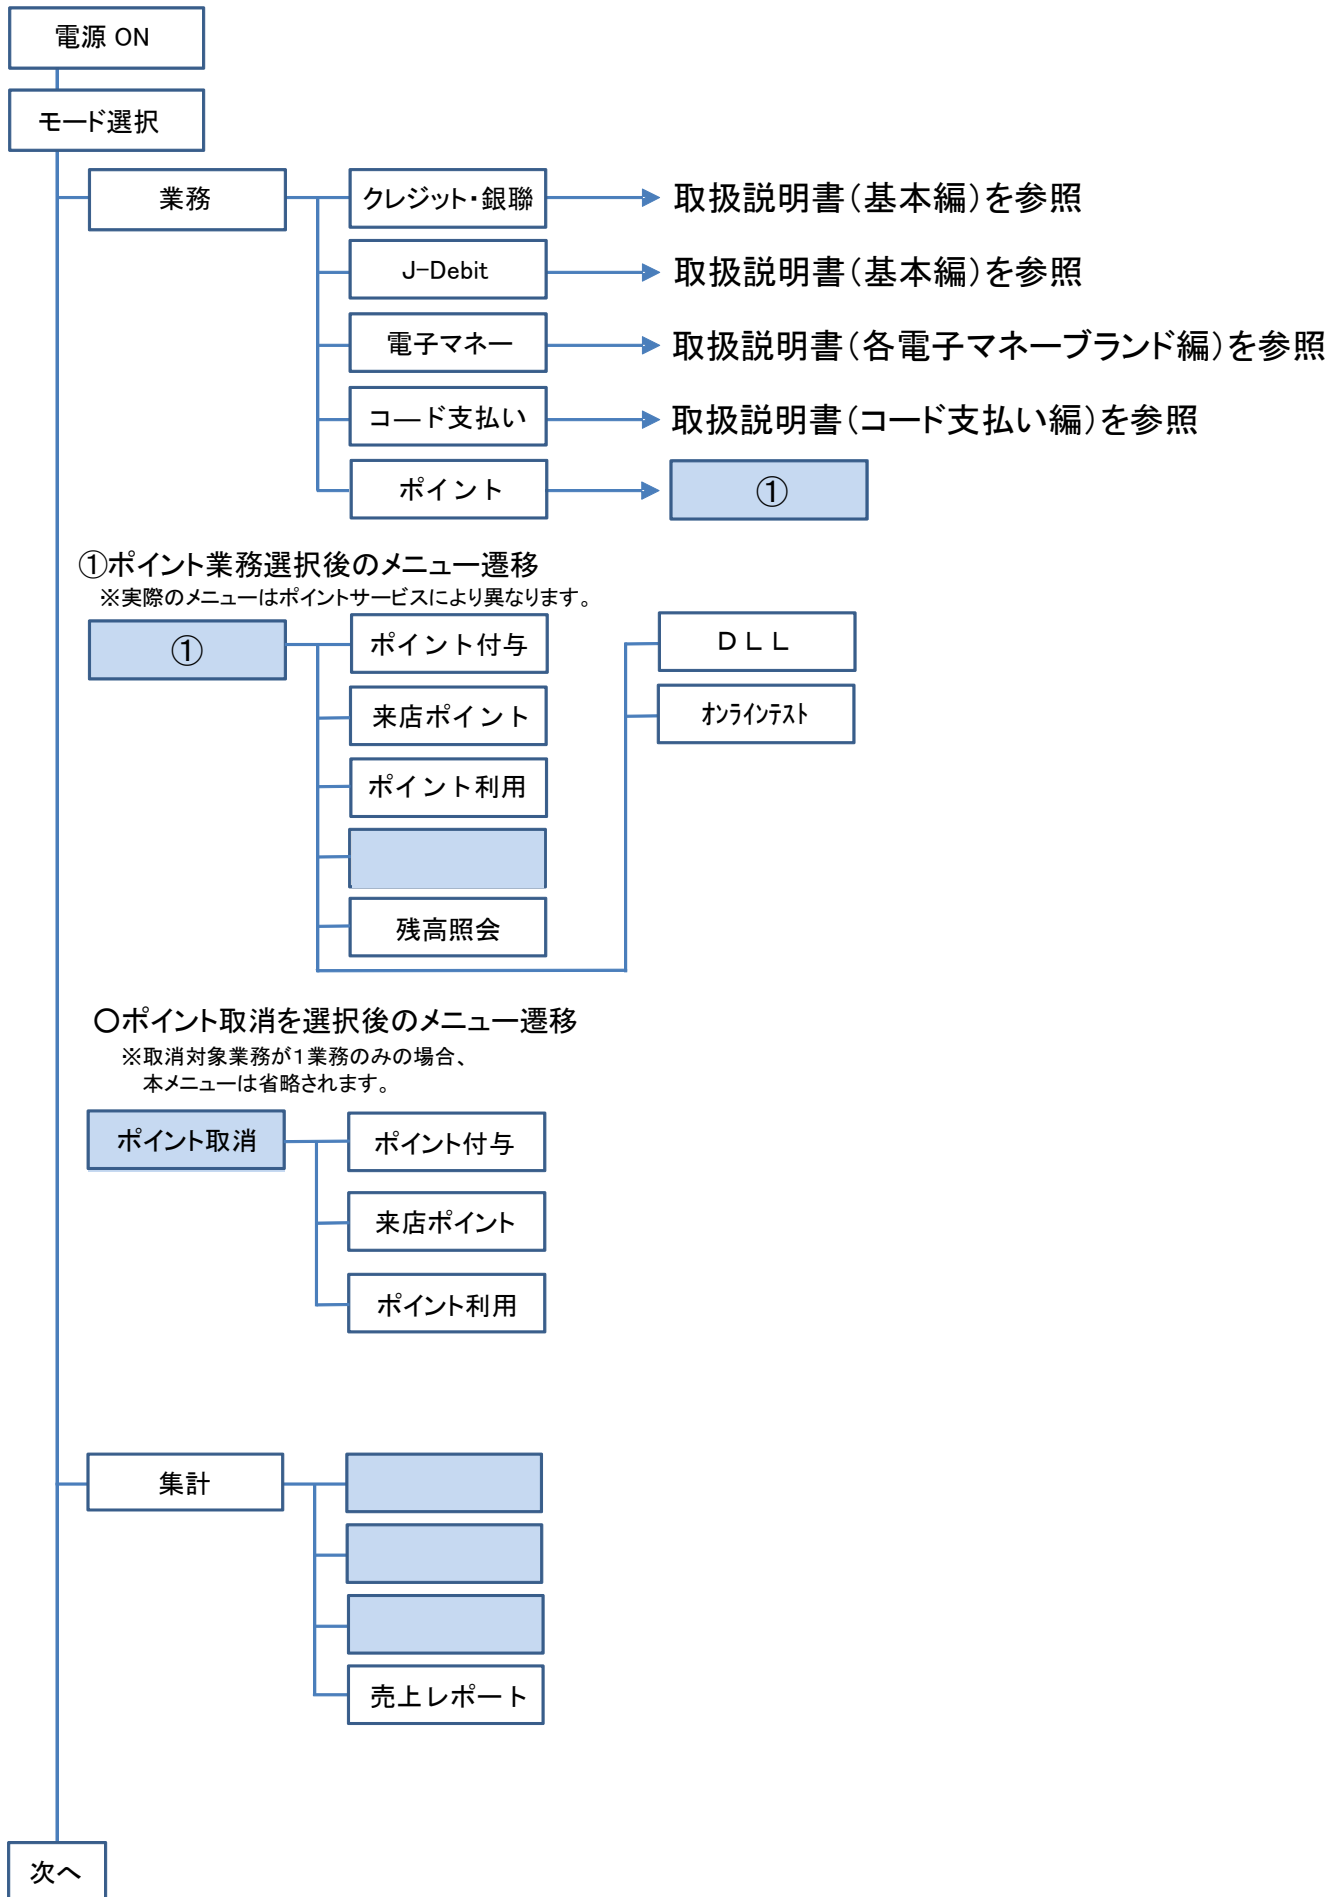 電源 ON
モード選択
業務
クレジット・銀聯
取扱説明書（基本編）を参照
J-Debit
取扱説明書（基本編）を参照
電子マネー
取扱説明書（各電子マネーブランド編）を参照
コ―ド支払い
取扱説明書（コード支払い編）を参照
ポイント
①
①ポイント業務選択後のメニュー遷移
※実際のメニューはポイントサービスにより異なります。
①
ポイント付与
ＤＬＬ
来店ポイント
ｵﾝﾗｲﾝﾃｽﾄ
ポイント利用
残高照会
〇ポイント取消を選択後のメニュー遷移
※取消対象業務が１業務のみの場合、
本メニューは省略されます。
ポイント取消
ポイント付与
来店ポイント
ポイント利用
集計
売上レポート
次へ